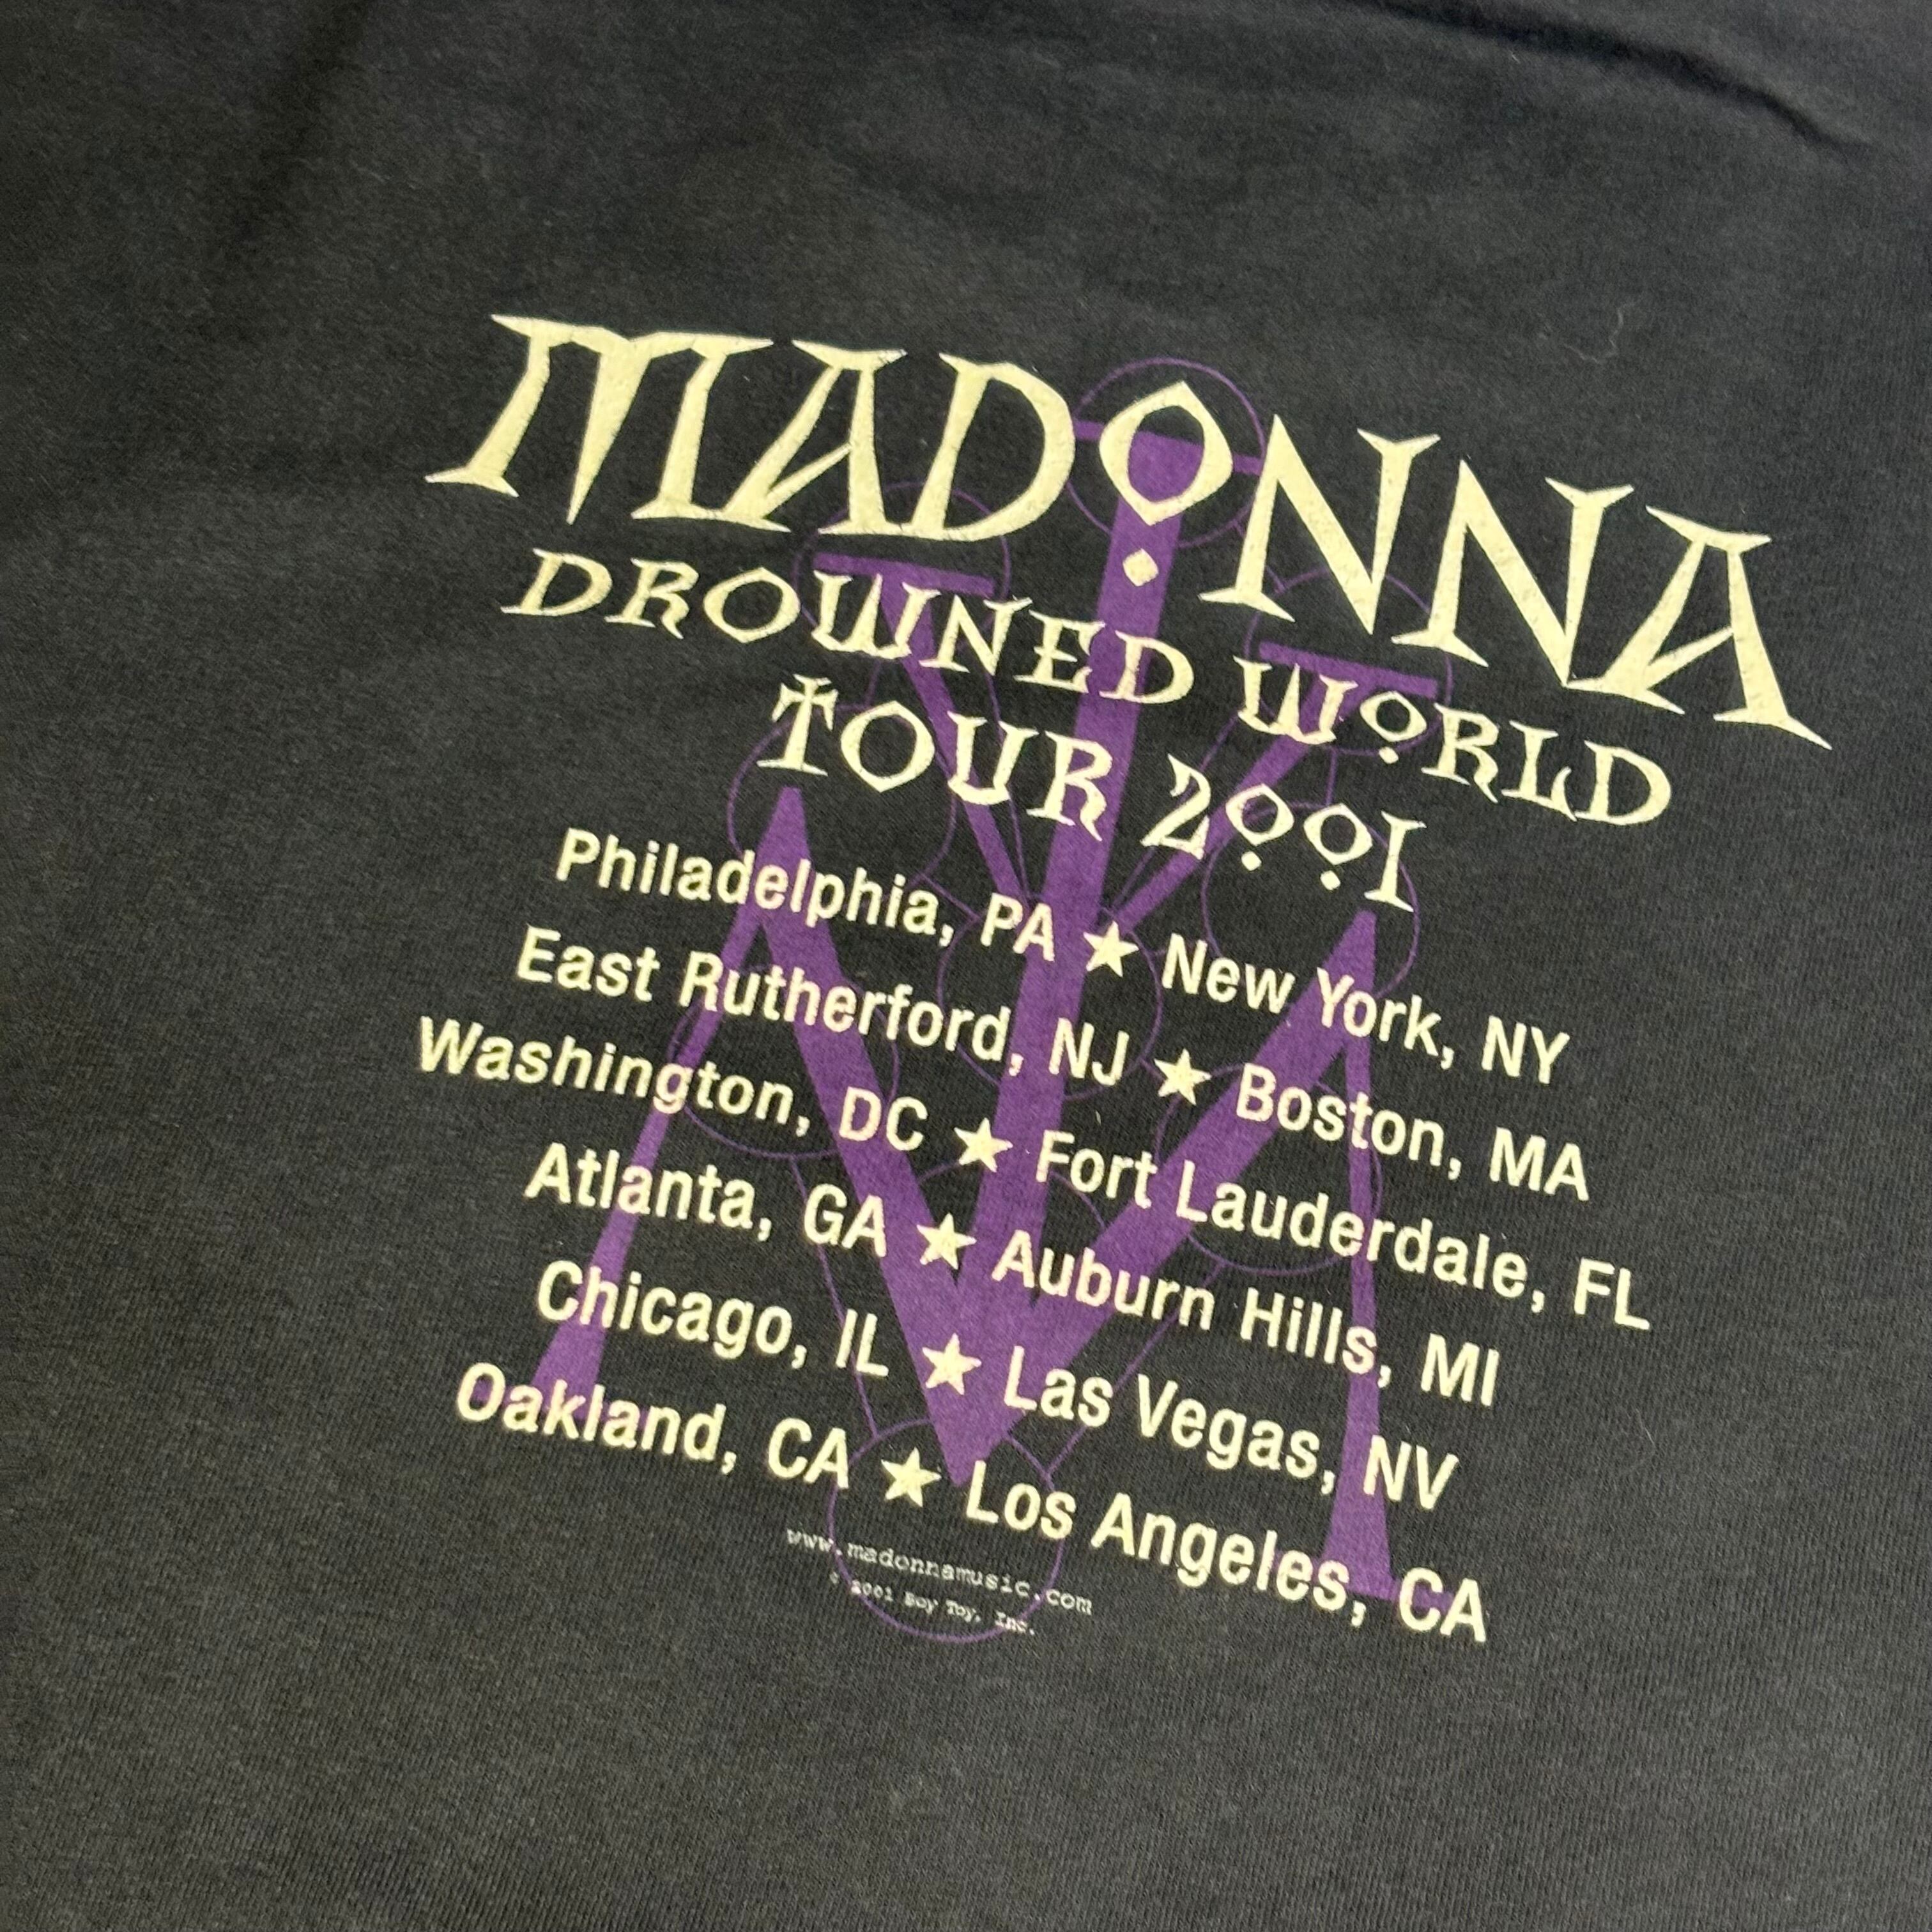 MADONNA
DROWNED WORLD
TOUR 2001
Philadelphia, PA ★ New York, NY
East Rutherford, NJ ★ Boston, MA
Washington, DC ★ Fort Lauderdale, FL
Atlanta, GA ★ Auburn Hills, MI
Chicago, IL ★ Las Vegas, NV
Oakland, CA ★ Los Angeles, CA
www.madonnamusic.com
© 2001 Boy Toy, Inc.